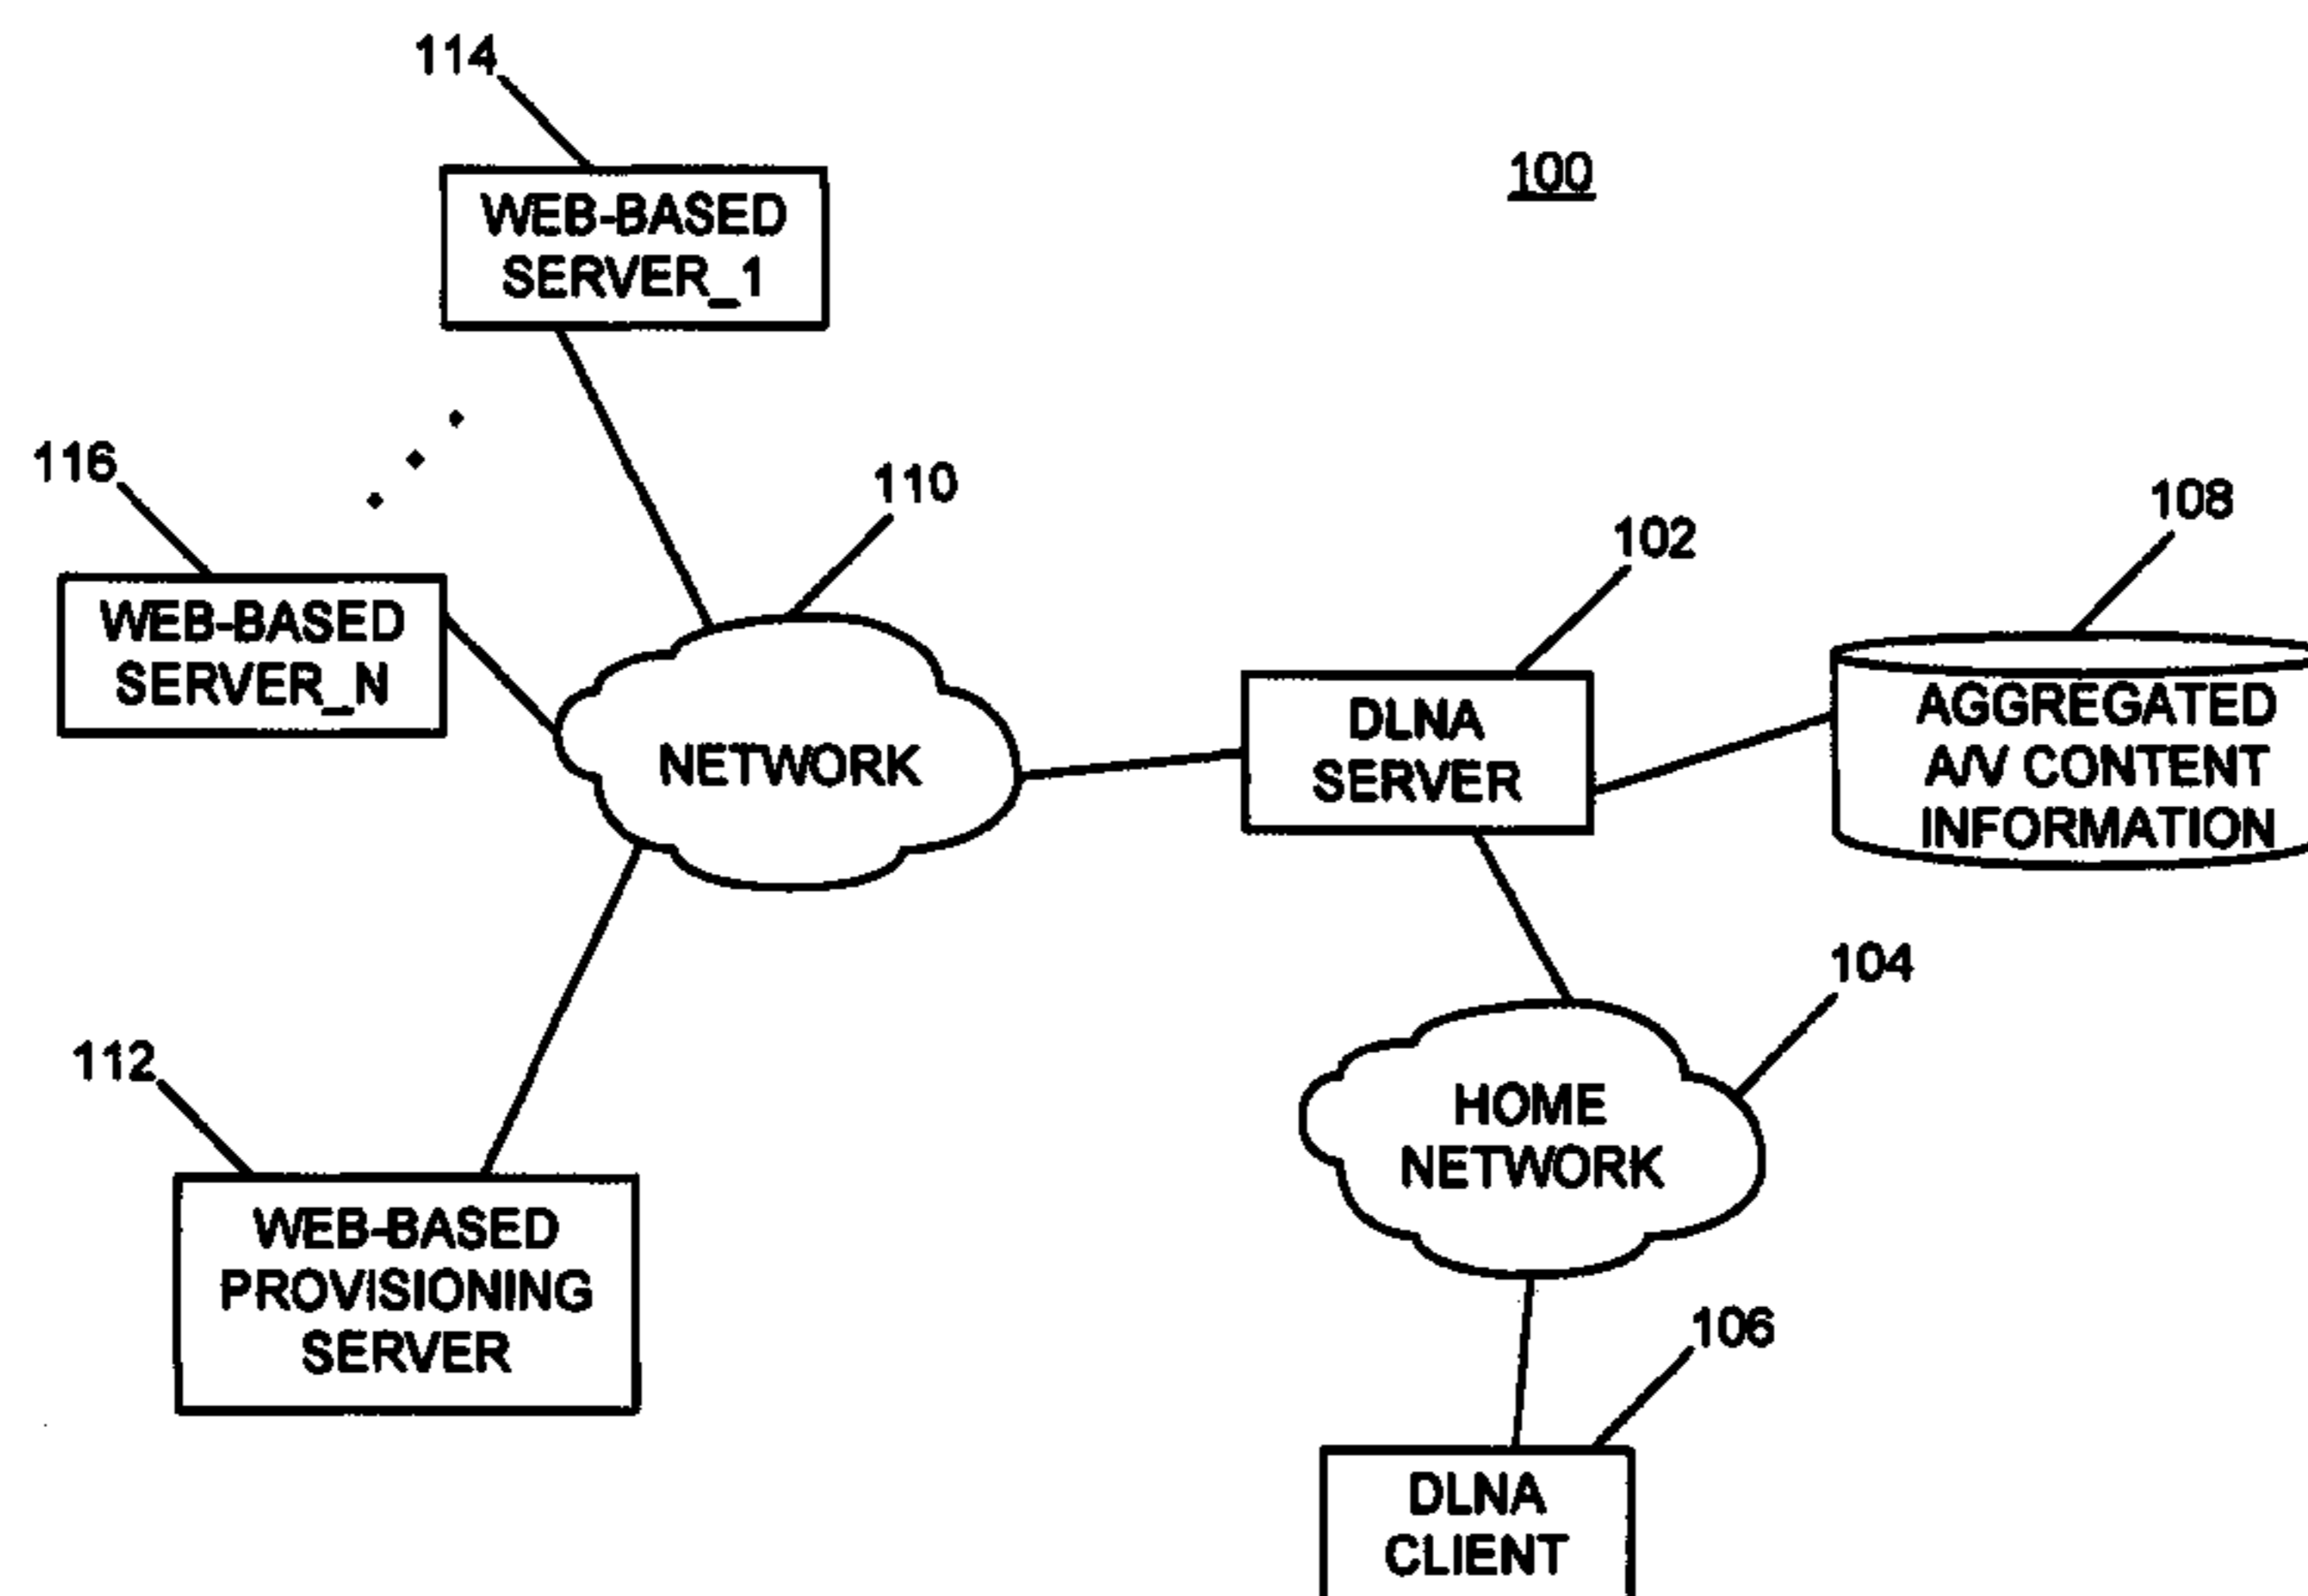 114
100
WEB-BASED
SERVER_1
116
110
108
102
WEB-BASED
SERVER_N
DLNA
SERVER
AGGREGATED
A/V CONTENT
INFORMATION
NETWORK
104
112
HOME
NETWORK
WEB-BASED
PROVISIONING
SERVER
106
DLNA
CLIENT